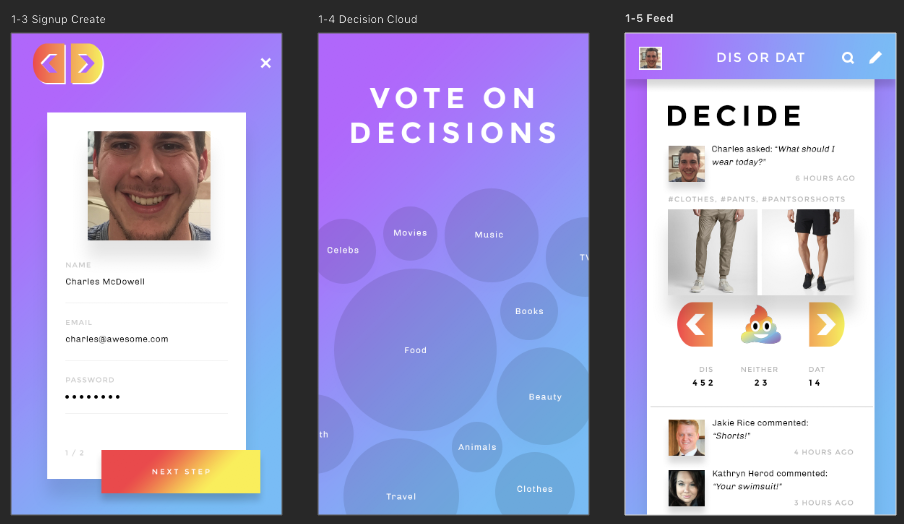 1-3 Signup Create
NAME
Charles McDowell
EMAIL
charles@awesome.com
PASSWORD
1 / 2
NEXT STEP
1-4 Decision Cloud
VOTE ON
DECISIONS
Movies
Music
Celebs
TV
Books
Food
Beauty
th
Animals
Clothes
Travel
1-5 Feed
DIS OR DAT
DECIDE
Charles asked: “What should I
wear today?”
6 HOURS AGO
#CLOTHES, #PANTS, #PANTSORSHORTS
DIS NEITHER DAT
452 23 14
Jakie Rice commented:
“Shorts!”
4 HOURS AGO
Kathryn Herod commented:
“Your swimsuit!”
3 HOURS AGO